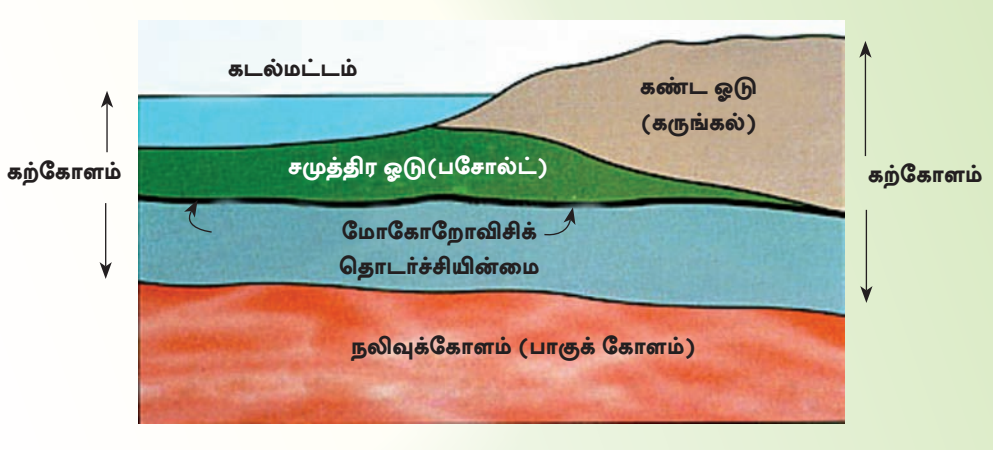 கடல்மட்டம்
கண்ட ஓடு
(கருங்கல்)
கற்கோளம்
சமுத்திர ஓடு(பசோல்ட்)
கற்கோளம்
மோகோறோவிசிக்
தொடர்ச்சியின்மை
நலிவுக்கோளம் (பாகுக் கோளம்)